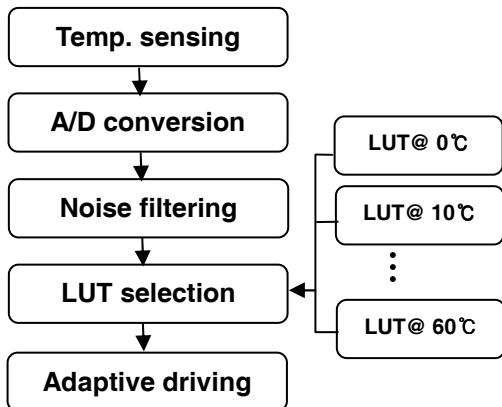 Temp. sensing
A/D conversion
Noise filtering
LUT selection
Adaptive driving
LUT@ 0℃
LUT@ 10℃
⋮
LUT@ 60℃